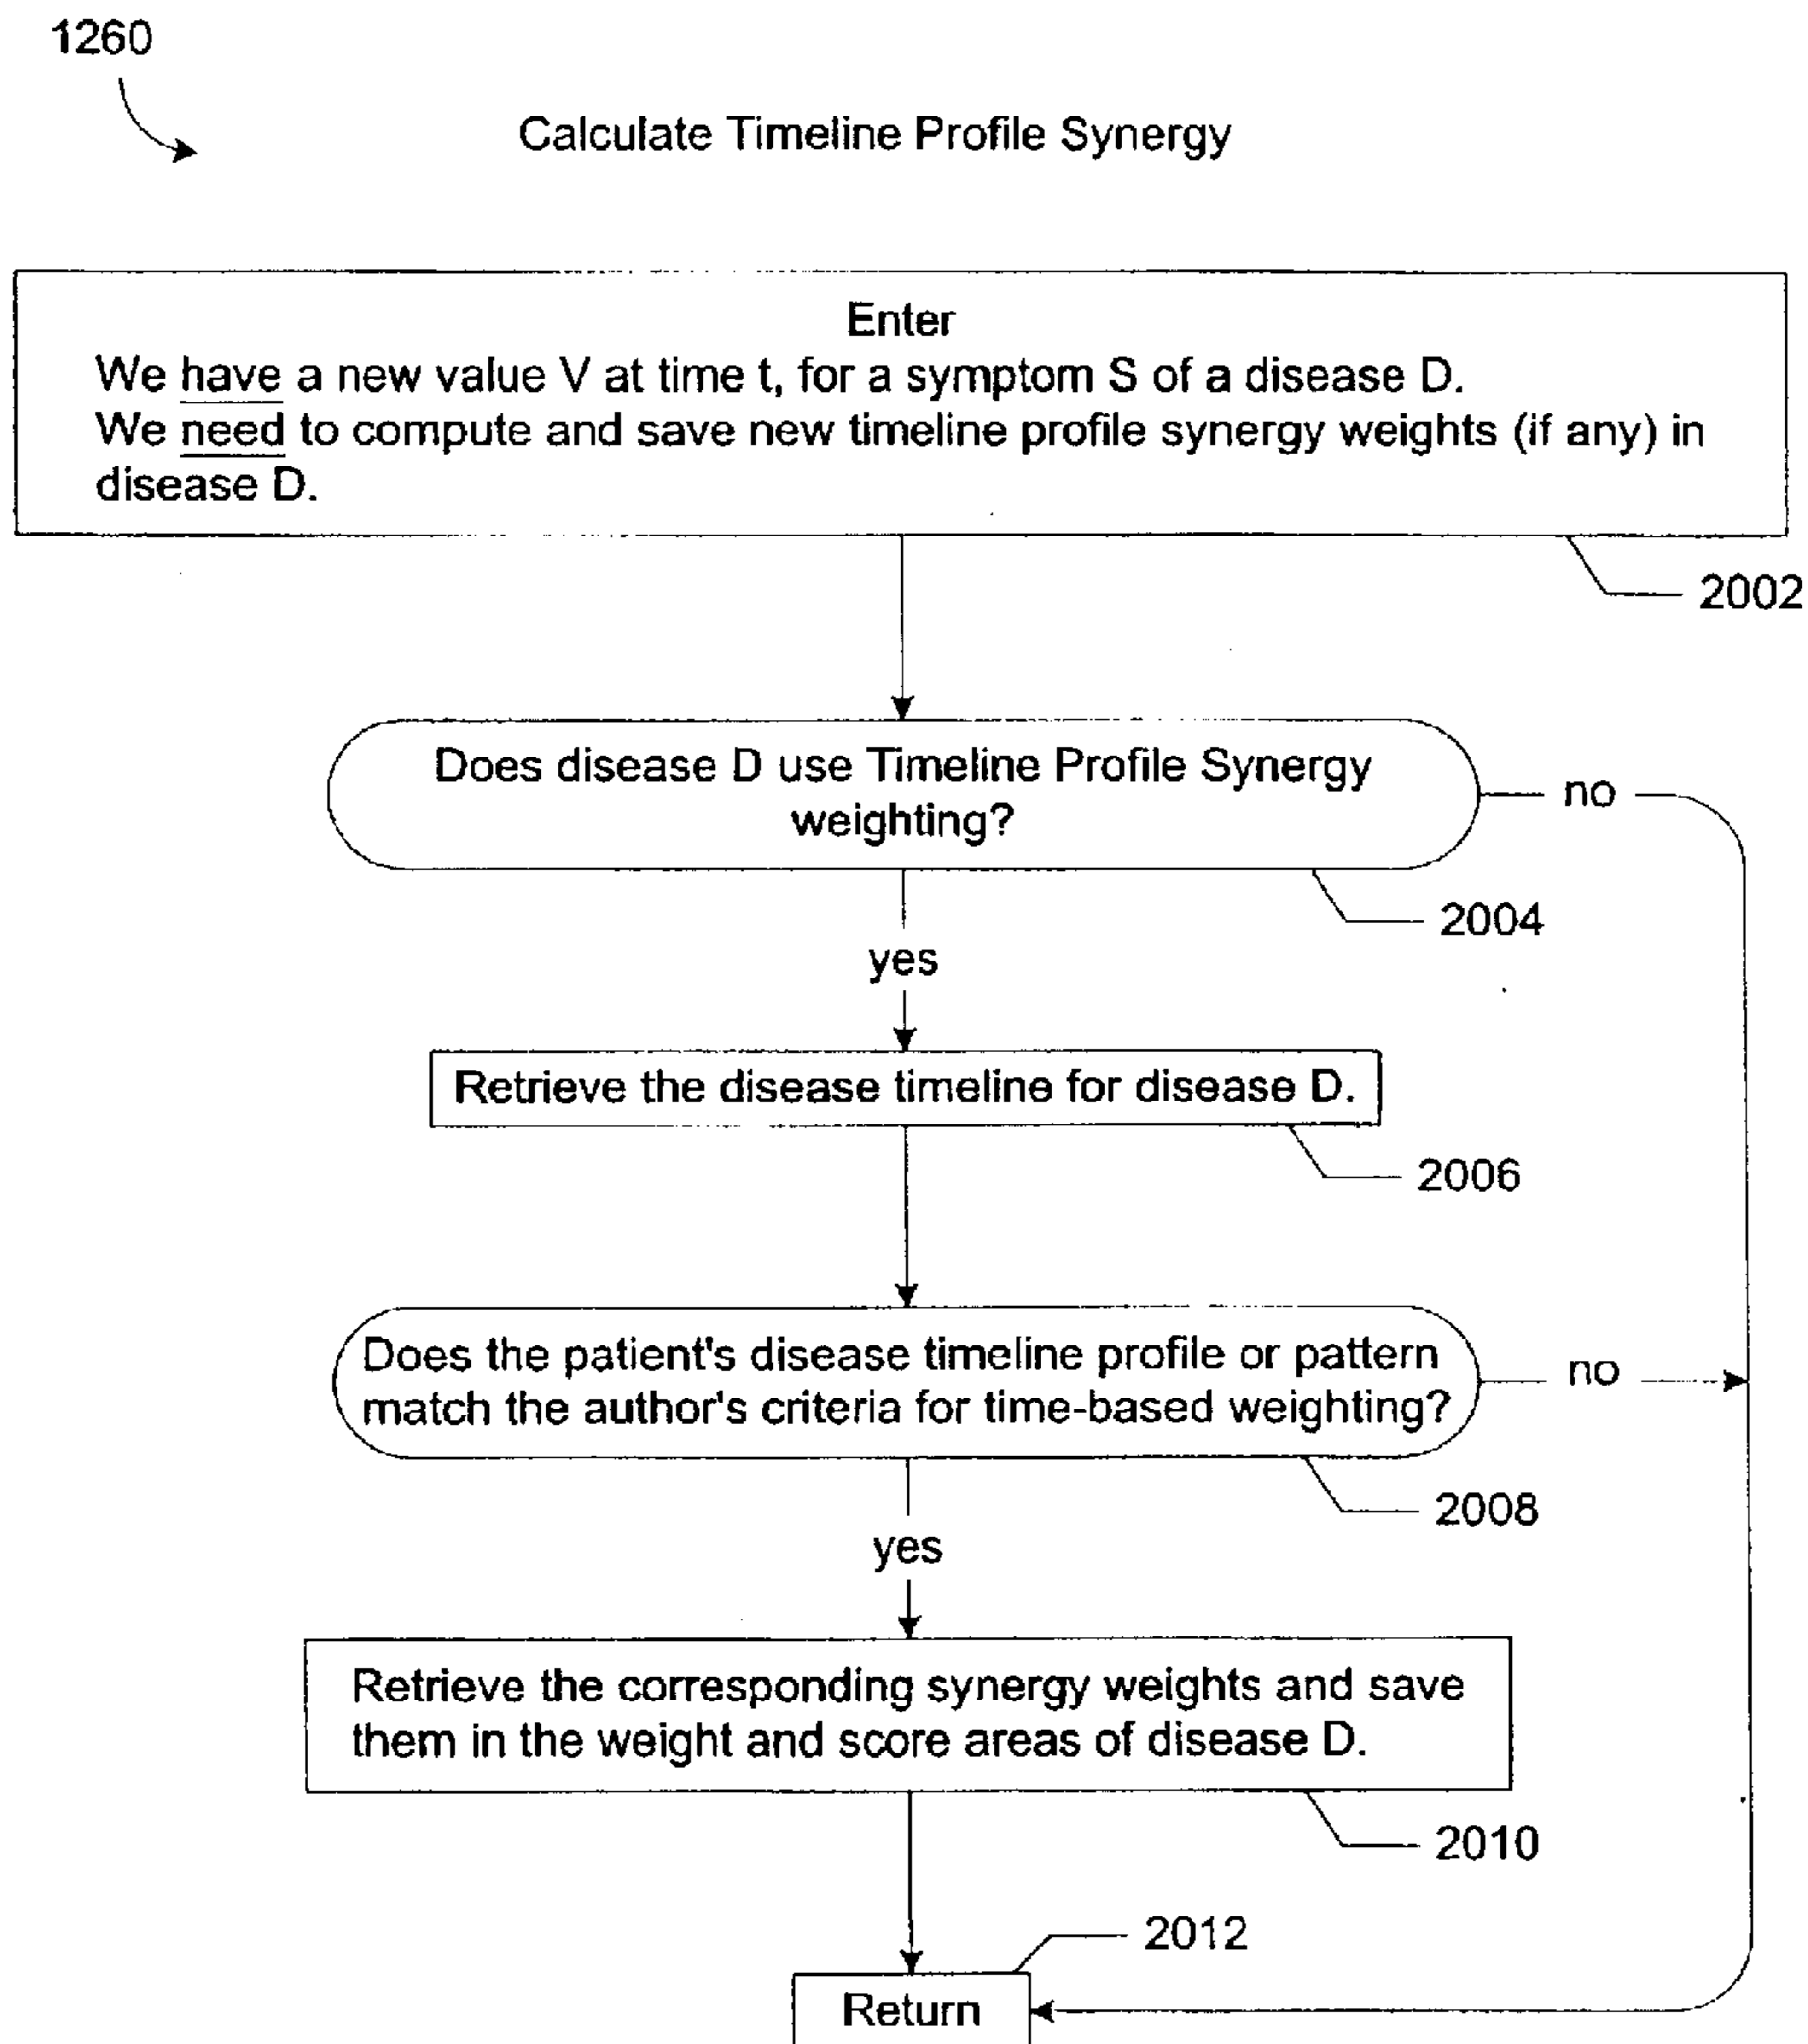 1260
Calculate Timeline Profile Synergy
Enter
We have a new value V at time t, for a symptom S of a disease D.
We need to compute and save new timeline profile synergy weights (if any) in
disease D.
2002
Does disease D use Timeline Profile Synergy
weighting?
no
2004
yes
Retrieve the disease timeline for disease D.
2006
Does the patient's disease timeline profile or pattern
match the author's criteria for time-based weighting?
no
2008
yes
Retrieve the corresponding synergy weights and save
them in the weight and score areas of disease D.
2010
2012
Return